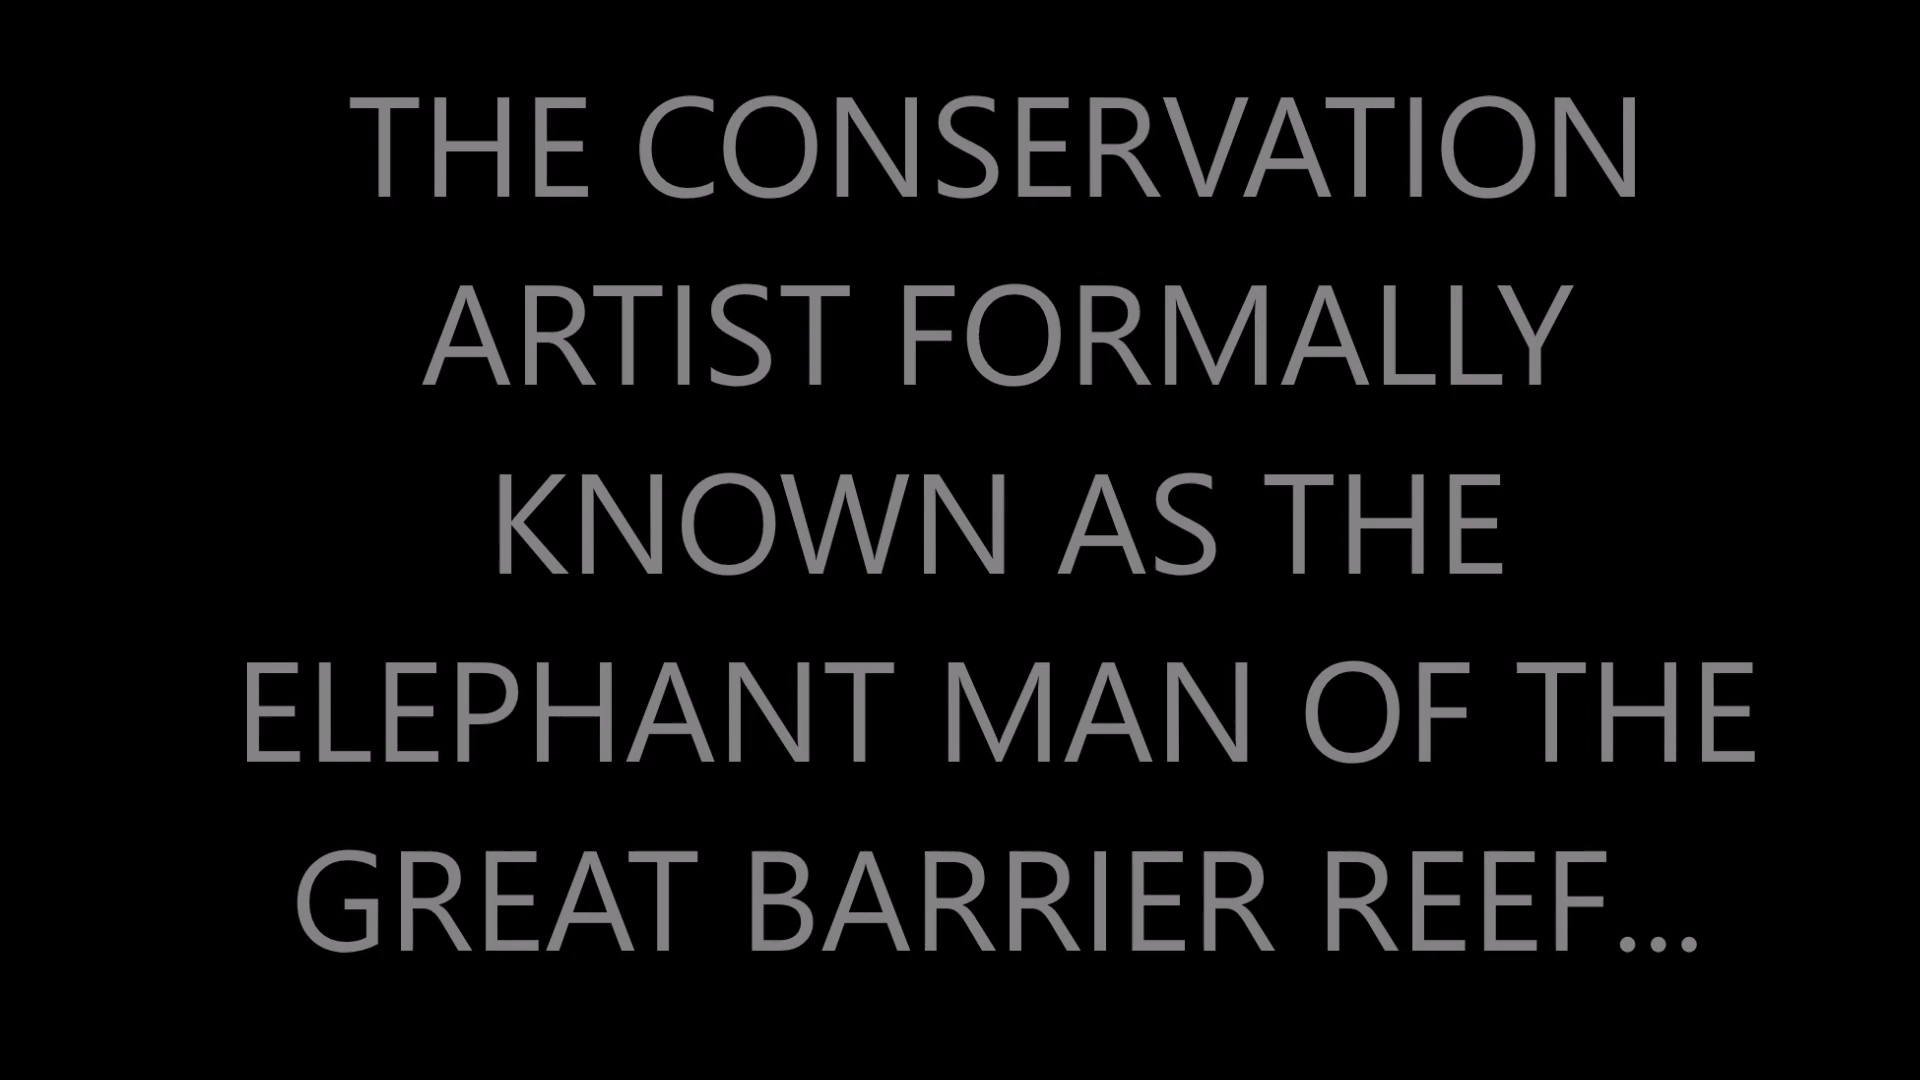 THE CONSERVATION
ARTIST FORMALLY
KNOWN AS THE
ELEPHANT MAN OF THE
GREAT BARRIER REEF...